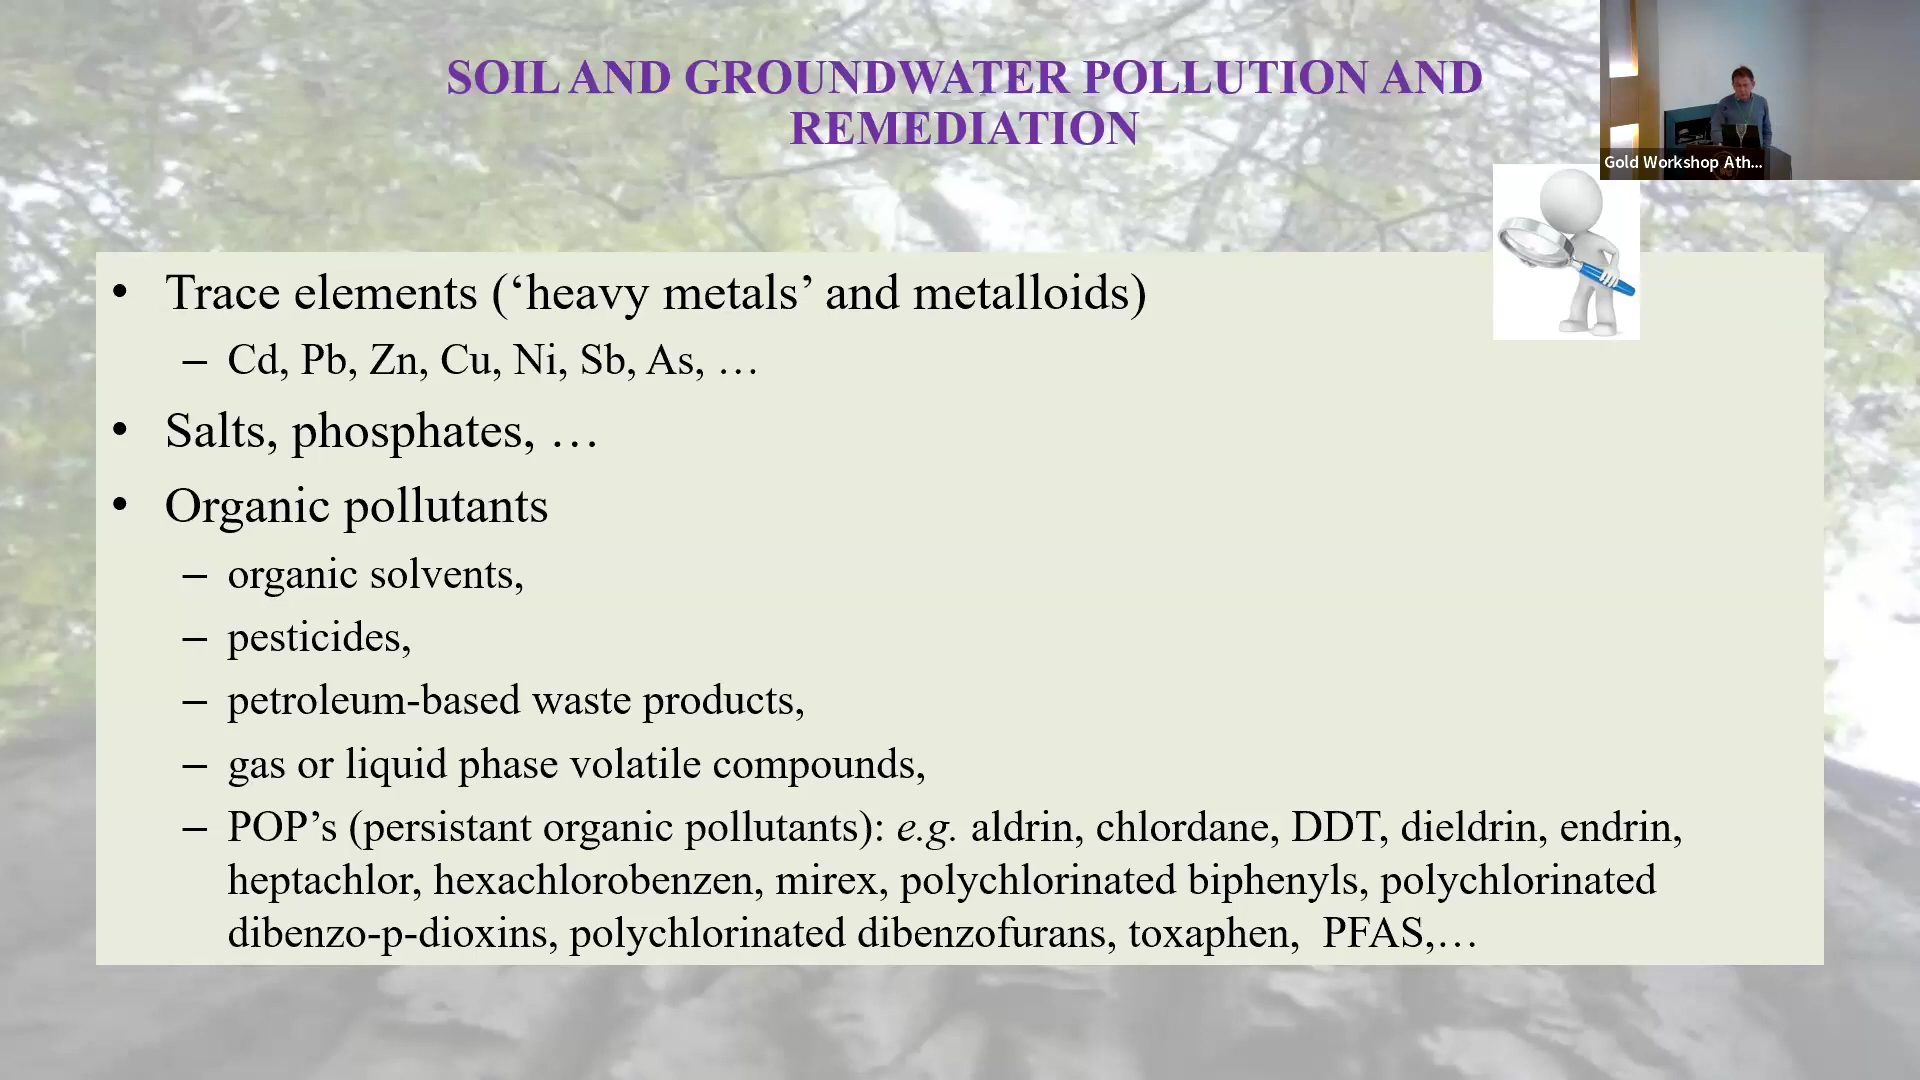 SOIL AND GROUNDWATER POLLUTION AND
REMEDIATION
Gold Workshop Ath...
• Trace elements (‘heavy metals’ and metalloids)
– Cd, Pb, Zn, Cu, Ni, Sb, As, …
• Salts, phosphates, …
• Organic pollutants
– organic solvents,
– pesticides,
– petroleum-based waste products,
– gas or liquid phase volatile compounds,
– POP’s (persistant organic pollutants): e.g. aldrin, chlordane, DDT, dieldrin, endrin,
heptachlor, hexachlorobenzen, mirex, polychlorinated biphenyls, polychlorinated
dibenzo-p-dioxins, polychlorinated dibenzofurans, toxaphen, PFAS,…